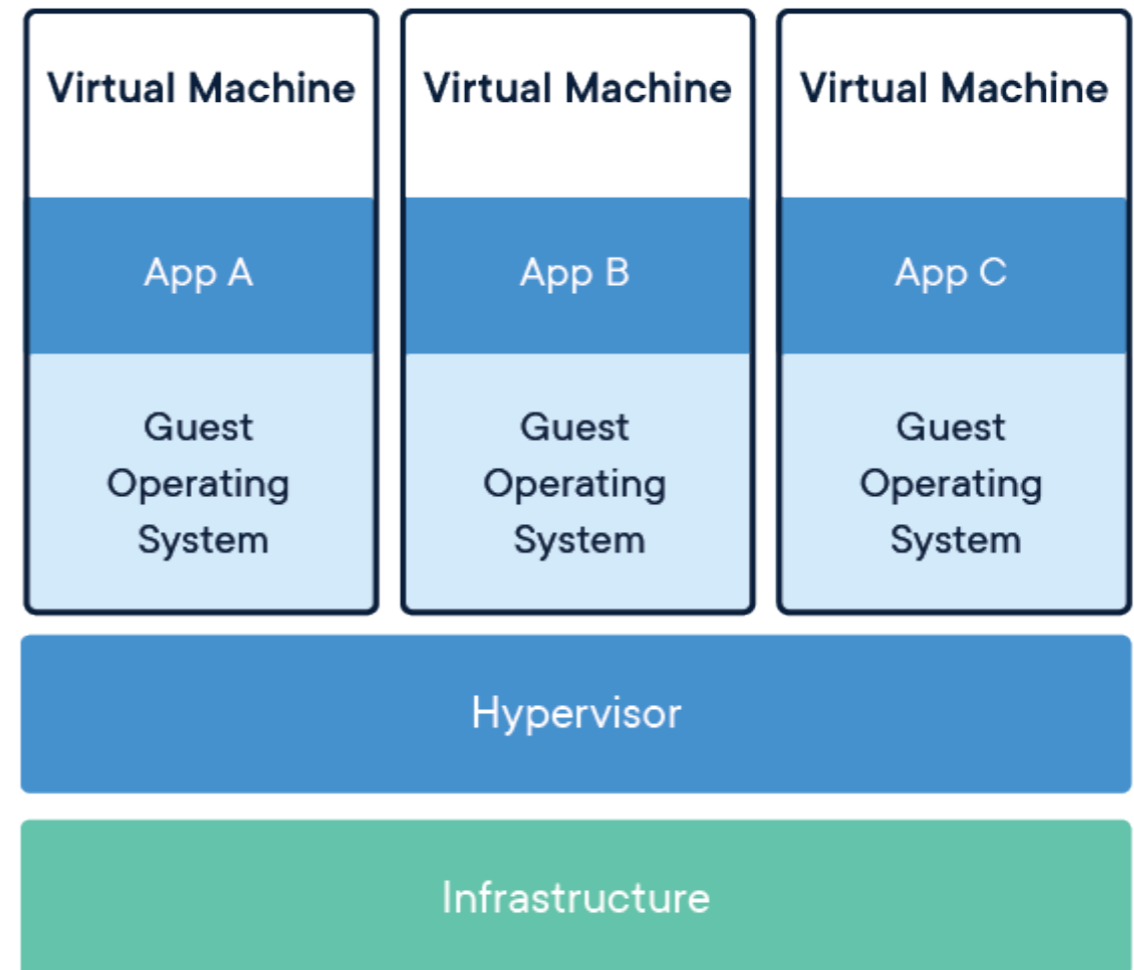 Virtual Machine
Virtual Machine
Virtual Machine
App A
App B
App C
Guest
Operating
System
Guest
Operating
System
Guest
Operating
System
Hypervisor
Infrastructure